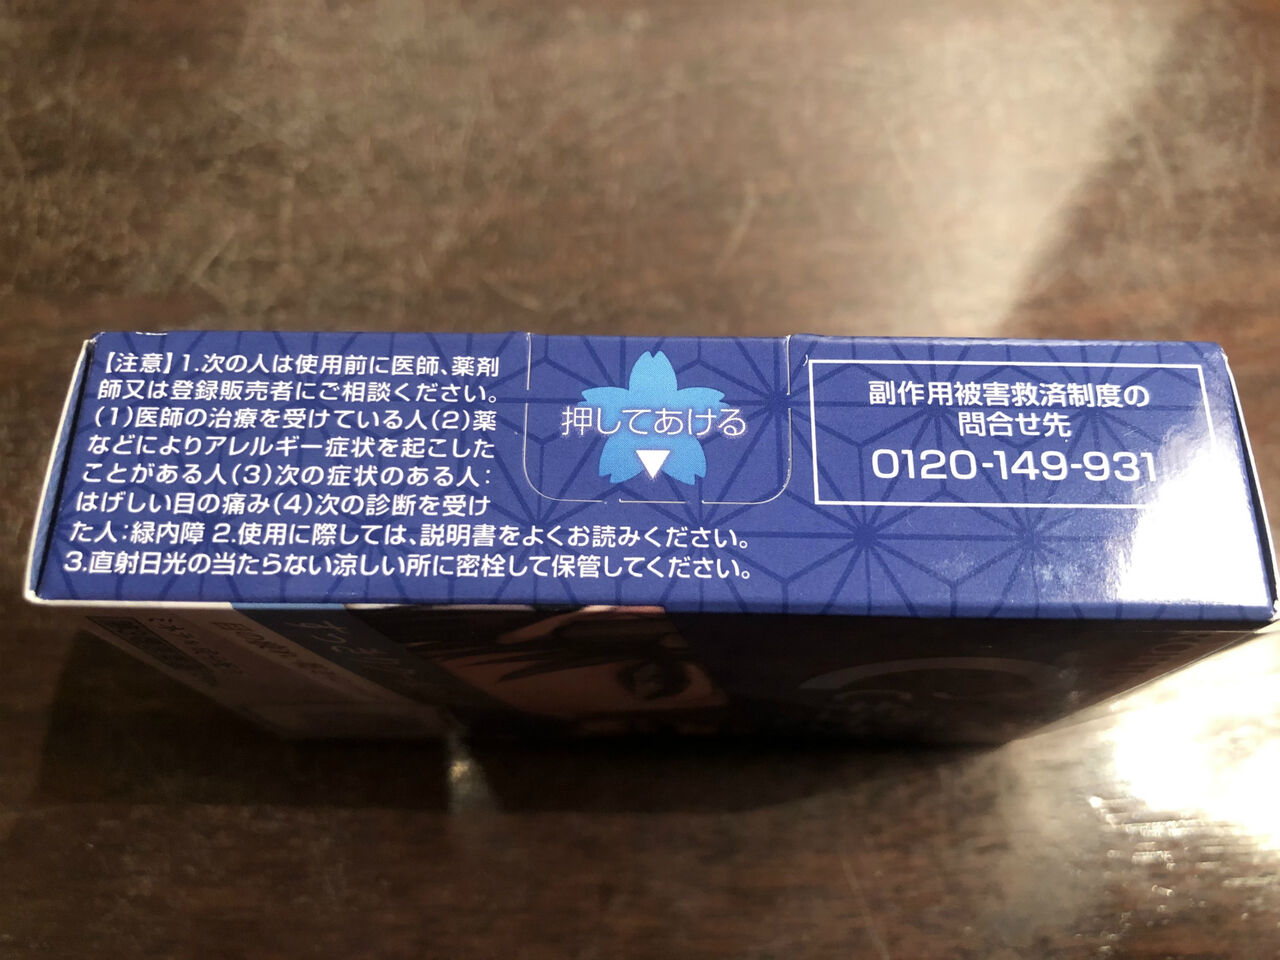 【注意】1.次の人は使用前に医師、薬剤
師又は登録販売者にご相談ください。
(1)医師の治療を受けている人(2)薬
などによりアレルギー症状を起こした
ことがある人(3)次の症状のある人:
はげしい目の痛み(4)次の診断を受け
た人:緑内障 2.使用に際しては、説明書をよくお読みください。
3.直射日光の当たらない涼しい所に密栓して保管してください。
押してあける
副作用被害救済制度の
問合せ先
0120-149-931